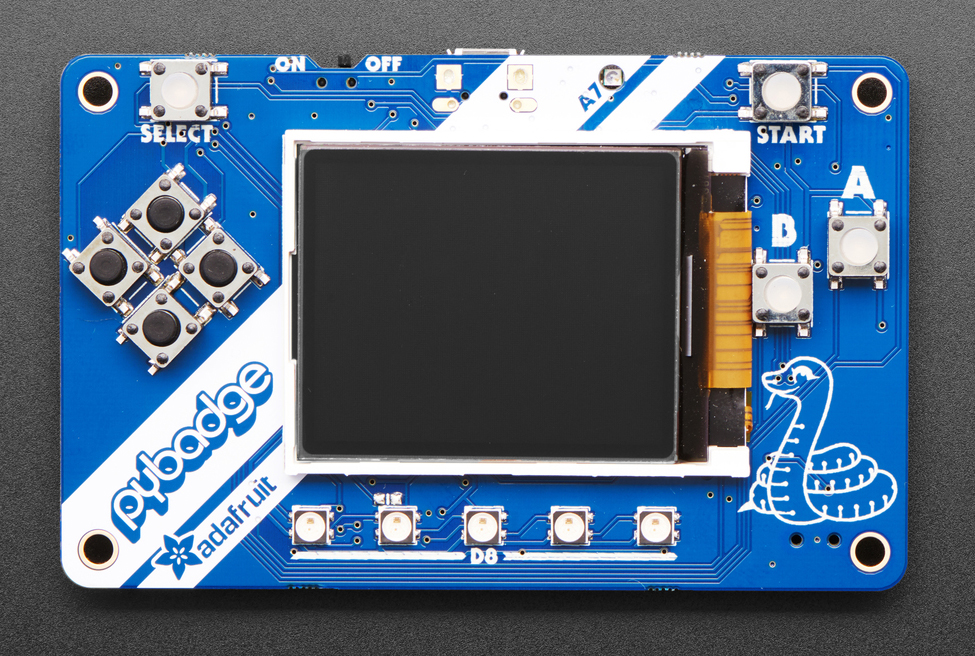 ON OFF
A7
SELECT
START
A
B
pybadge
adafruit
D8